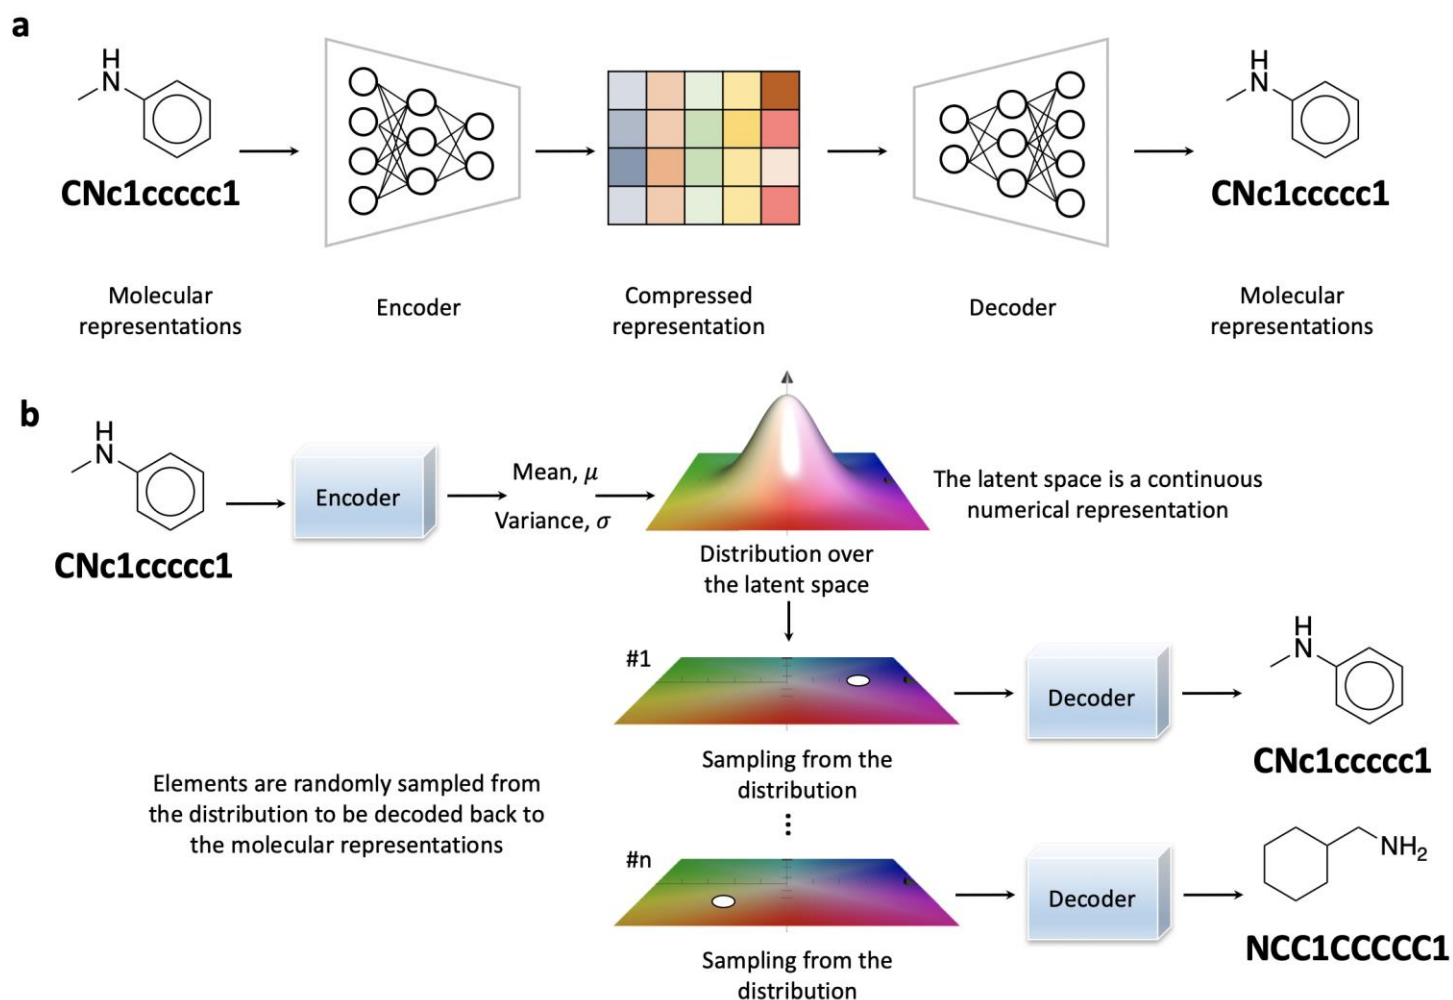 a
H
N
CNc1ccccc1
Molecular
representations
Encoder
Compressed
representation
Decoder
H
N
CNc1ccccc1
Molecular
representations
b
H
N
CNc1ccccc1
Encoder
Mean, μ
Variance, σ
Distribution over
the latent space
The latent space is a continuous
numerical representation
#1
Sampling from the
distribution
Decoder
H
N
CNc1ccccc1
Elements are randomly sampled from
the distribution to be decoded back to
the molecular representations
#n
Sampling from the
distribution
Decoder
NH₂
NCC1CCCCC1